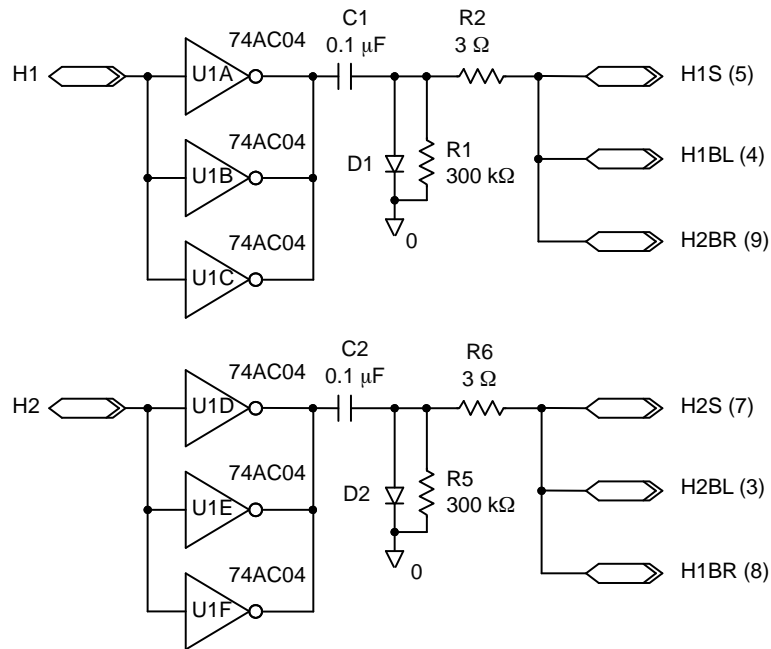 74AC04
C1
0.1 μF
R2
3 Ω
H1
U1A
H1S (5)
74AC04
U1B
D1
R1
300 kΩ
H1BL (4)
74AC04
0
U1C
H2BR (9)
74AC04
C2
0.1 μF
R6
3 Ω
H2
U1D
H2S (7)
74AC04
U1E
D2
R5
300 kΩ
H2BL (3)
74AC04
0
U1F
H1BR (8)